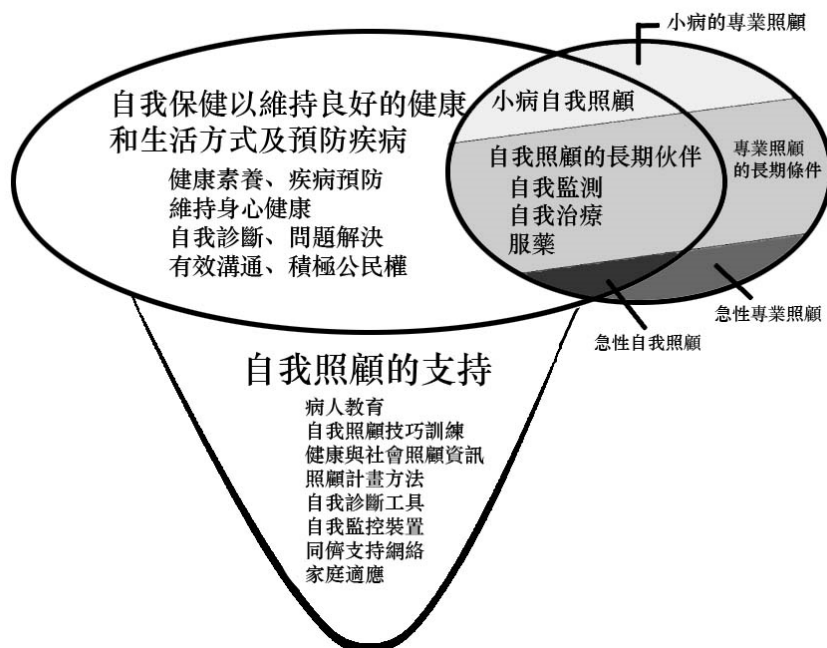 小病的專業照顧
自我保健以維持良好的健康
和生活方式及預防疾病
健康素養、疾病預防
維持身心健康
自我診斷、問題解決
有效溝通、積極公民權
小病自我照顧
自我照顧的長期伙伴
自我監測
自我治療
服藥
專業照顧
的長期條件
急性專業照顧
急性自我照顧
自我照顧的支持
病人教育
自我照顧技巧訓練
健康與社會照顧資訊
照顧計畫方法
自我診斷工具
自我監控裝置
同儕支持網絡
家庭適應